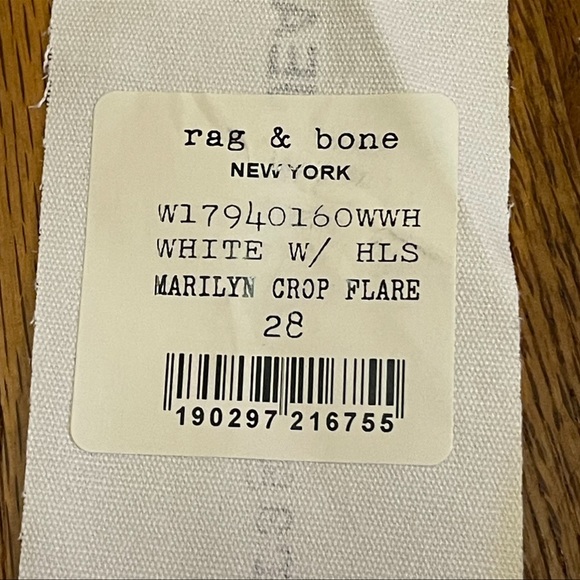 rag & bone
NEW YORK
W17940160WWH
WHITE W/ HLS
MARILYN CROP FLARE
28
190297 216755